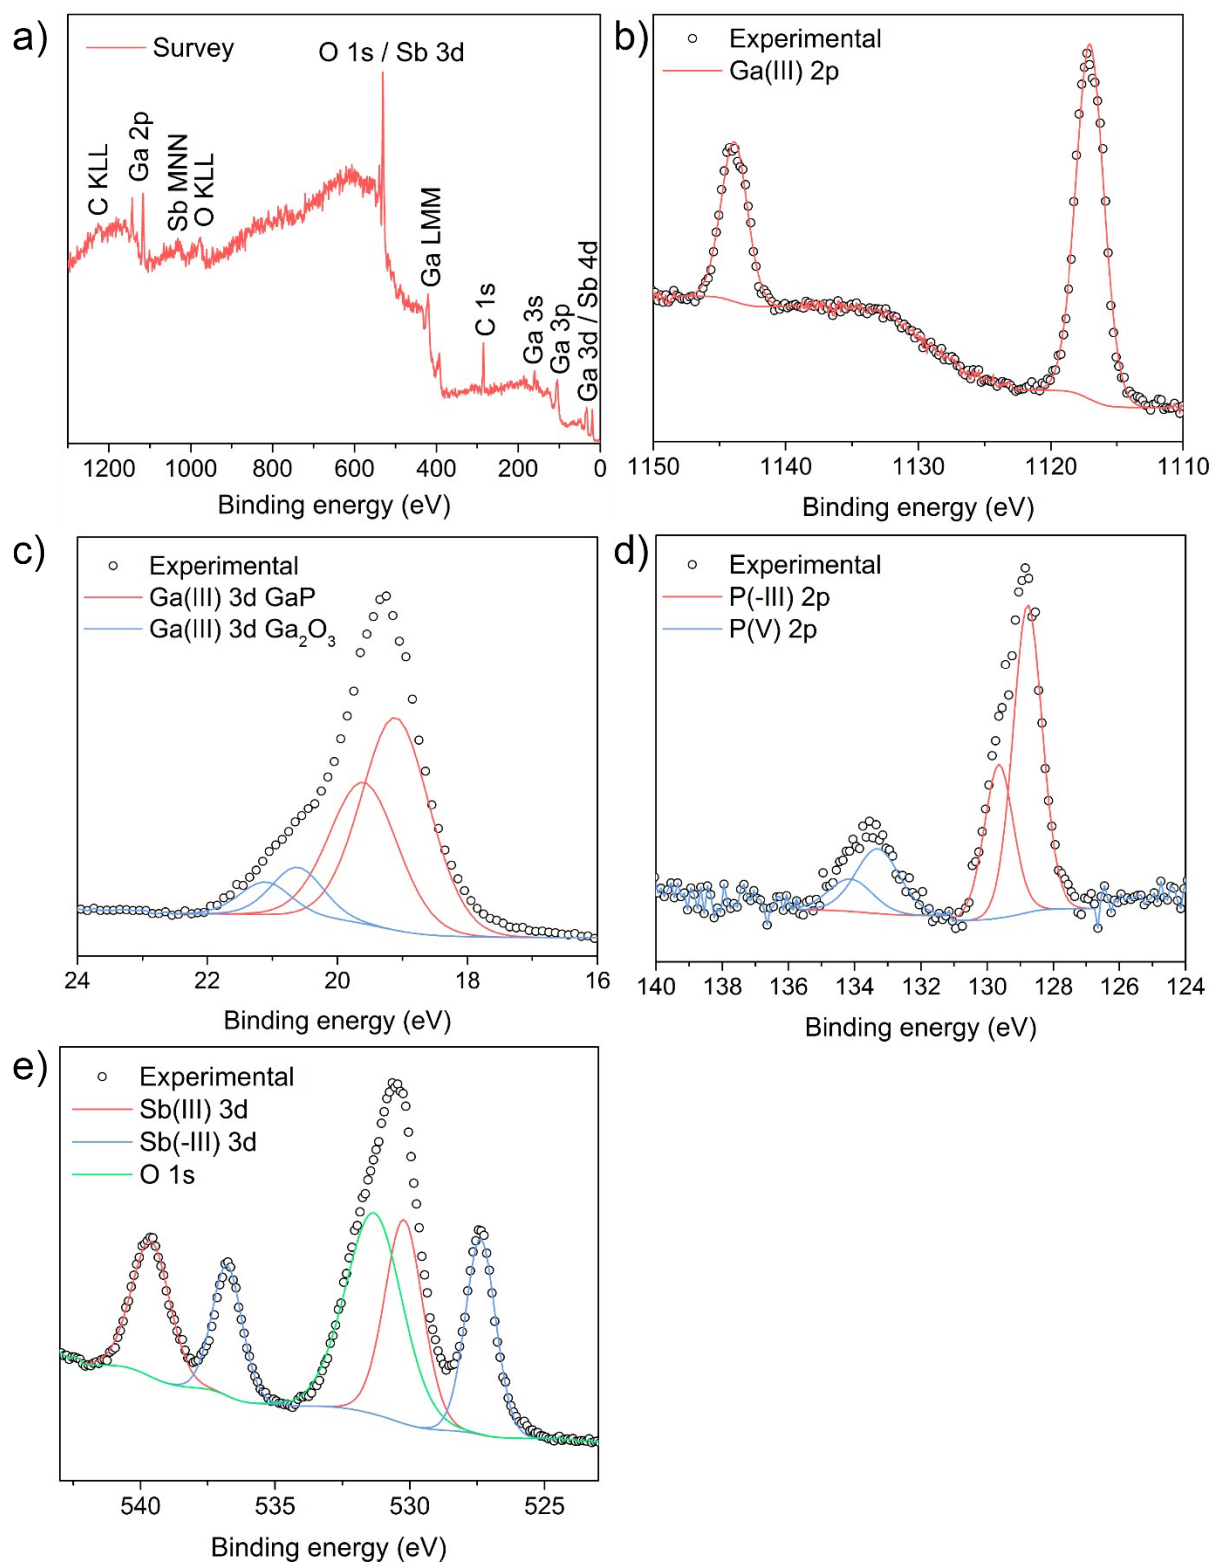 a)
Survey
O 1s / Sb 3d
C KLL
Ga 2p
Sb MNN
O KLL
Ga LMM
C 1s
Ga 3s
Ga 3p
Ga 3d / Sb 4d
1200 1000 800 600 400 200 0
Binding energy (eV)
b)
Experimental
Ga(III) 2p
1150 1140 1130 1120 1110
Binding energy (eV)
c)
Experimental
Ga(III) 3d GaP
Ga(III) 3d Ga₂O₃
24 22 20 18 16
Binding energy (eV)
d)
Experimental
P(-III) 2p
P(V) 2p
140 138 136 134 132 130 128 126 124
Binding energy (eV)
e)
Experimental
Sb(III) 3d
Sb(-III) 3d
O 1s
540 535 530 525
Binding energy (eV)